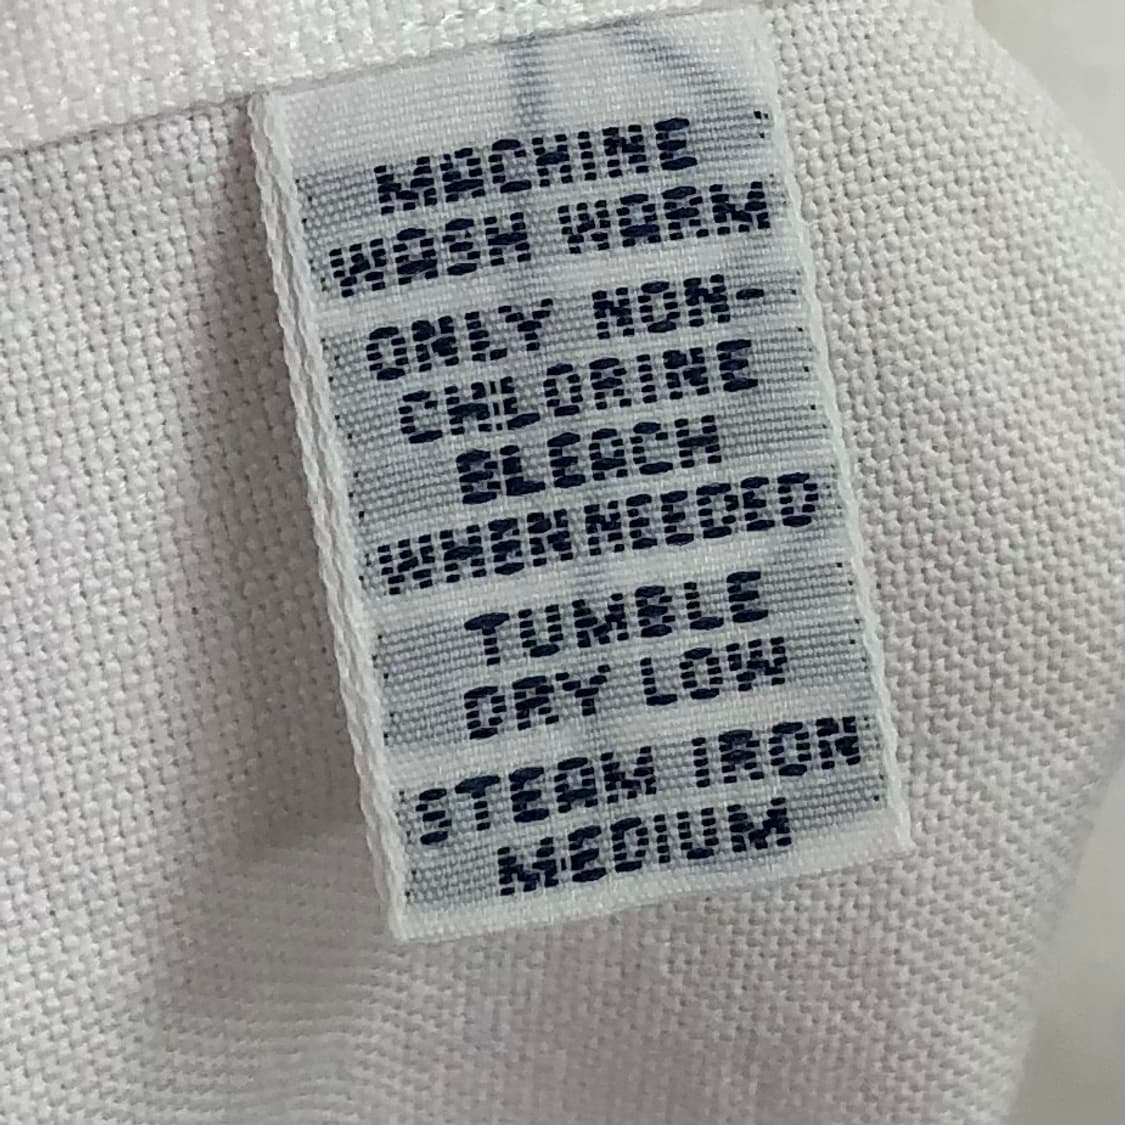 MACHINE
WASH WARM
ONLY NON-
CHLORINE
BLEACH
WHEN NEEDED
TUMBLE
DRY LOW
STEAM IRON
MEDIUM